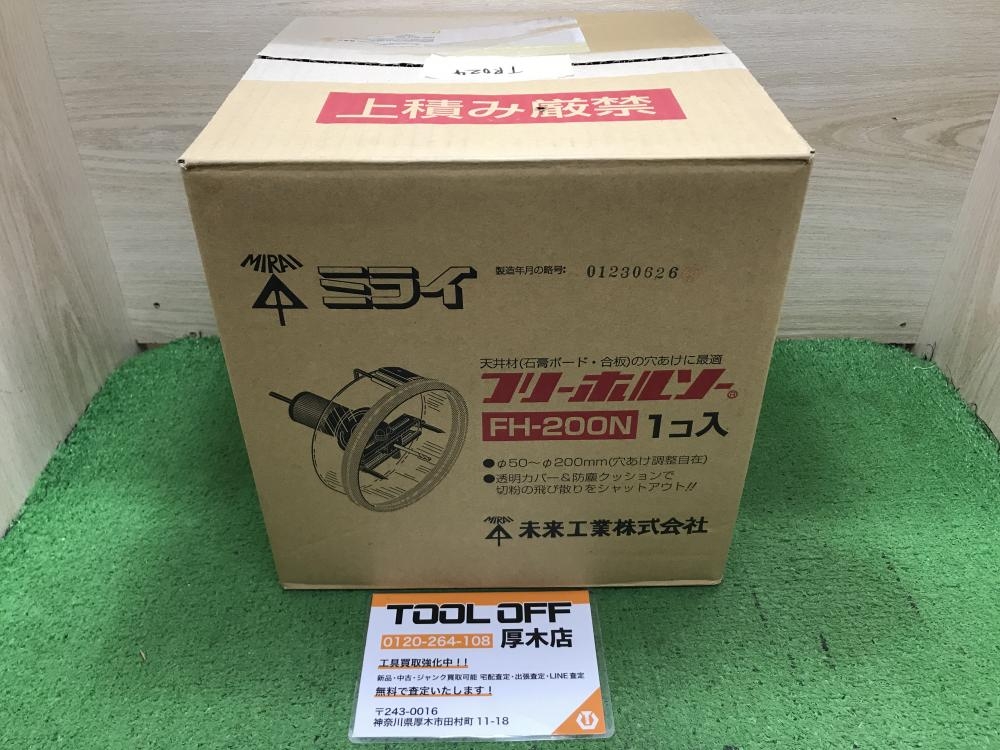 TP624
上積み厳禁
MIRAI
ミライ
製造年月の略号: 01230626
天井材(石膏ボード・合板)の穴あけに最適
フリーホルソー®
FH-200N 1コ入
●φ50～φ200mm(穴あけ調整自在)
●透明カバー&防塵クッションで
切粉の飛び散りをシャットアウト!!
MIRAI 未来工業株式会社
TOOL OFF
0120-264-108 厚木店
工具買取強化中!!
新品・中古・ジャンク買取可能 宅配査定・出張査定・LINE査定
無料で査定いたします!
〒243-0016
神奈川県厚木市田村町 11-18